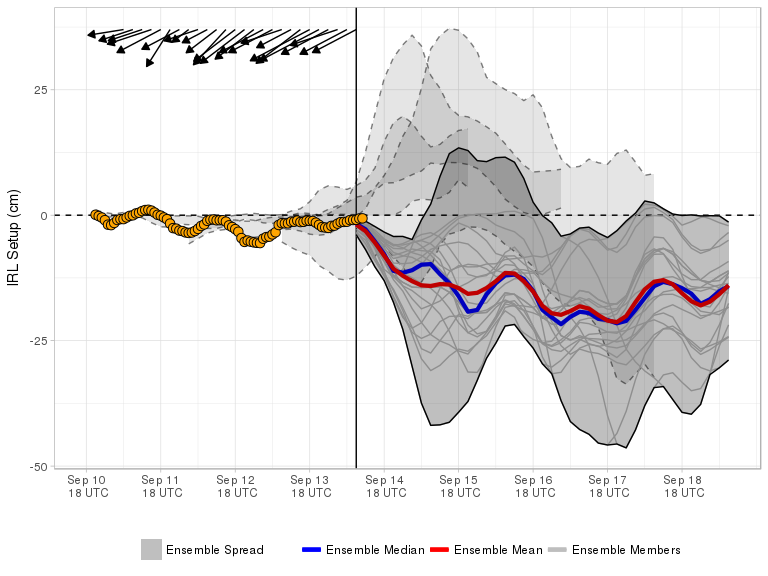 IRL Setup (cm)
25
0
-25
-50
Sep 10 Sep 11 Sep 12 Sep 13 Sep 14 Sep 15 Sep 16 Sep 17 Sep 18
18 UTC 18 UTC 18 UTC 18 UTC 18 UTC 18 UTC 18 UTC 18 UTC 18 UTC
Ensemble Spread Ensemble Median Ensemble Mean Ensemble Members